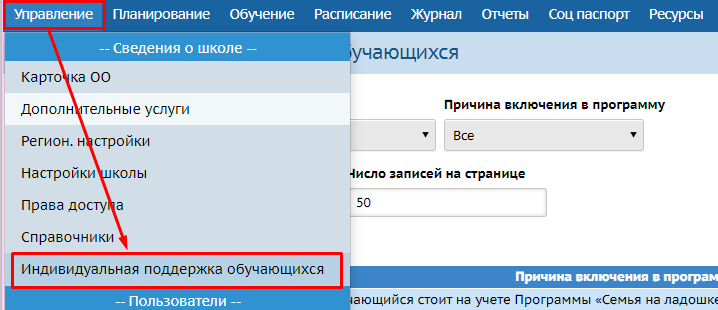 Управление Планирование Обучение Расписание Журнал Отчеты Соц паспорт Ресурсы
-- Сведения о школе --
бучающихся
Карточка ОО
Дополнительные услуги
Причина включения в программу
Регион. настройки
Все
Настройки школы
Число записей на странице
Права доступа
50
Справочники
Индивидуальная поддержка обучающихся
Причина включения в програм
-- Пользователи --
чающийся стоит на учете Программы «Семья на ладошке